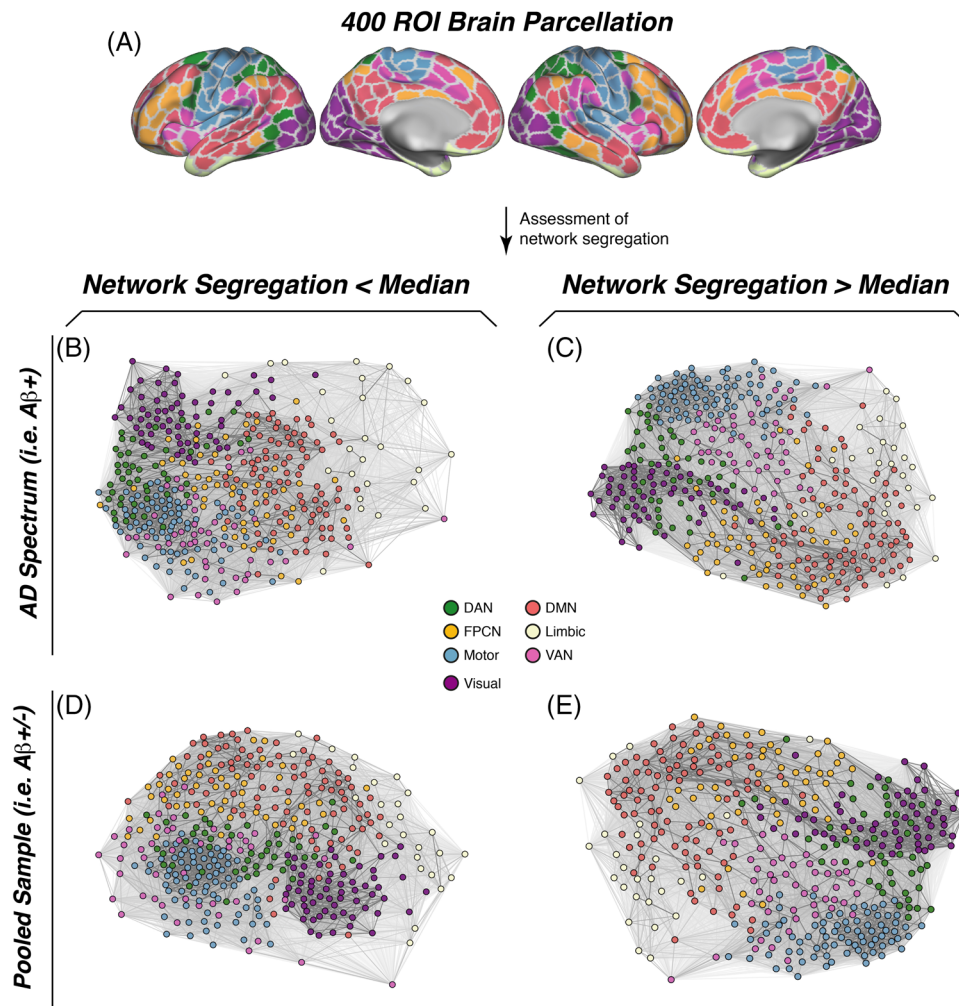 400 ROI Brain Parcellation
(A)
Assessment of
network segregation
Network Segregation < Median
Network Segregation > Median
AD Spectrum (i.e. Aβ+)
(B)
(C)
DAN
DMN
FPCN
Limbic
Motor
VAN
Visual
Pooled Sample (i.e. Aβ+/-)
(D)
(E)